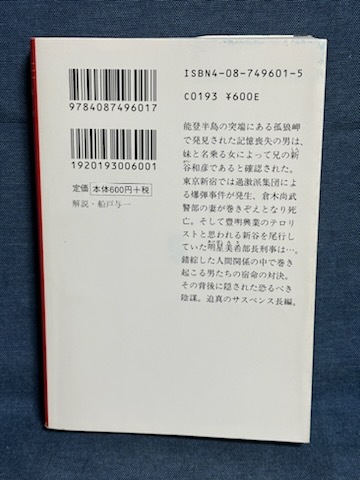 ISBN4-08-749601-5
C0193 ¥600E
9784087496017
1920193006001
定価 本体600円+税
解説・船戸与一
能登半島の突端にある孤狼岬
で発見された記憶喪失の男は、
妹と名乗る女によって兄の新
谷和彦であると確認された。
東京新宿では過激派集団によ
る爆弾事件が発生、倉木尚武
警部の妻が巻きぞえとなり死
亡。そして豊明興業のテロリ
ストと思われる新谷を尾行し
ていた明星美希部長刑事は…。
錯綜した人間関係の中で巻き
起こる男たちの宿命の対決。
その背後に隠された恐るべき
陰謀。迫真のサスペンス長編。